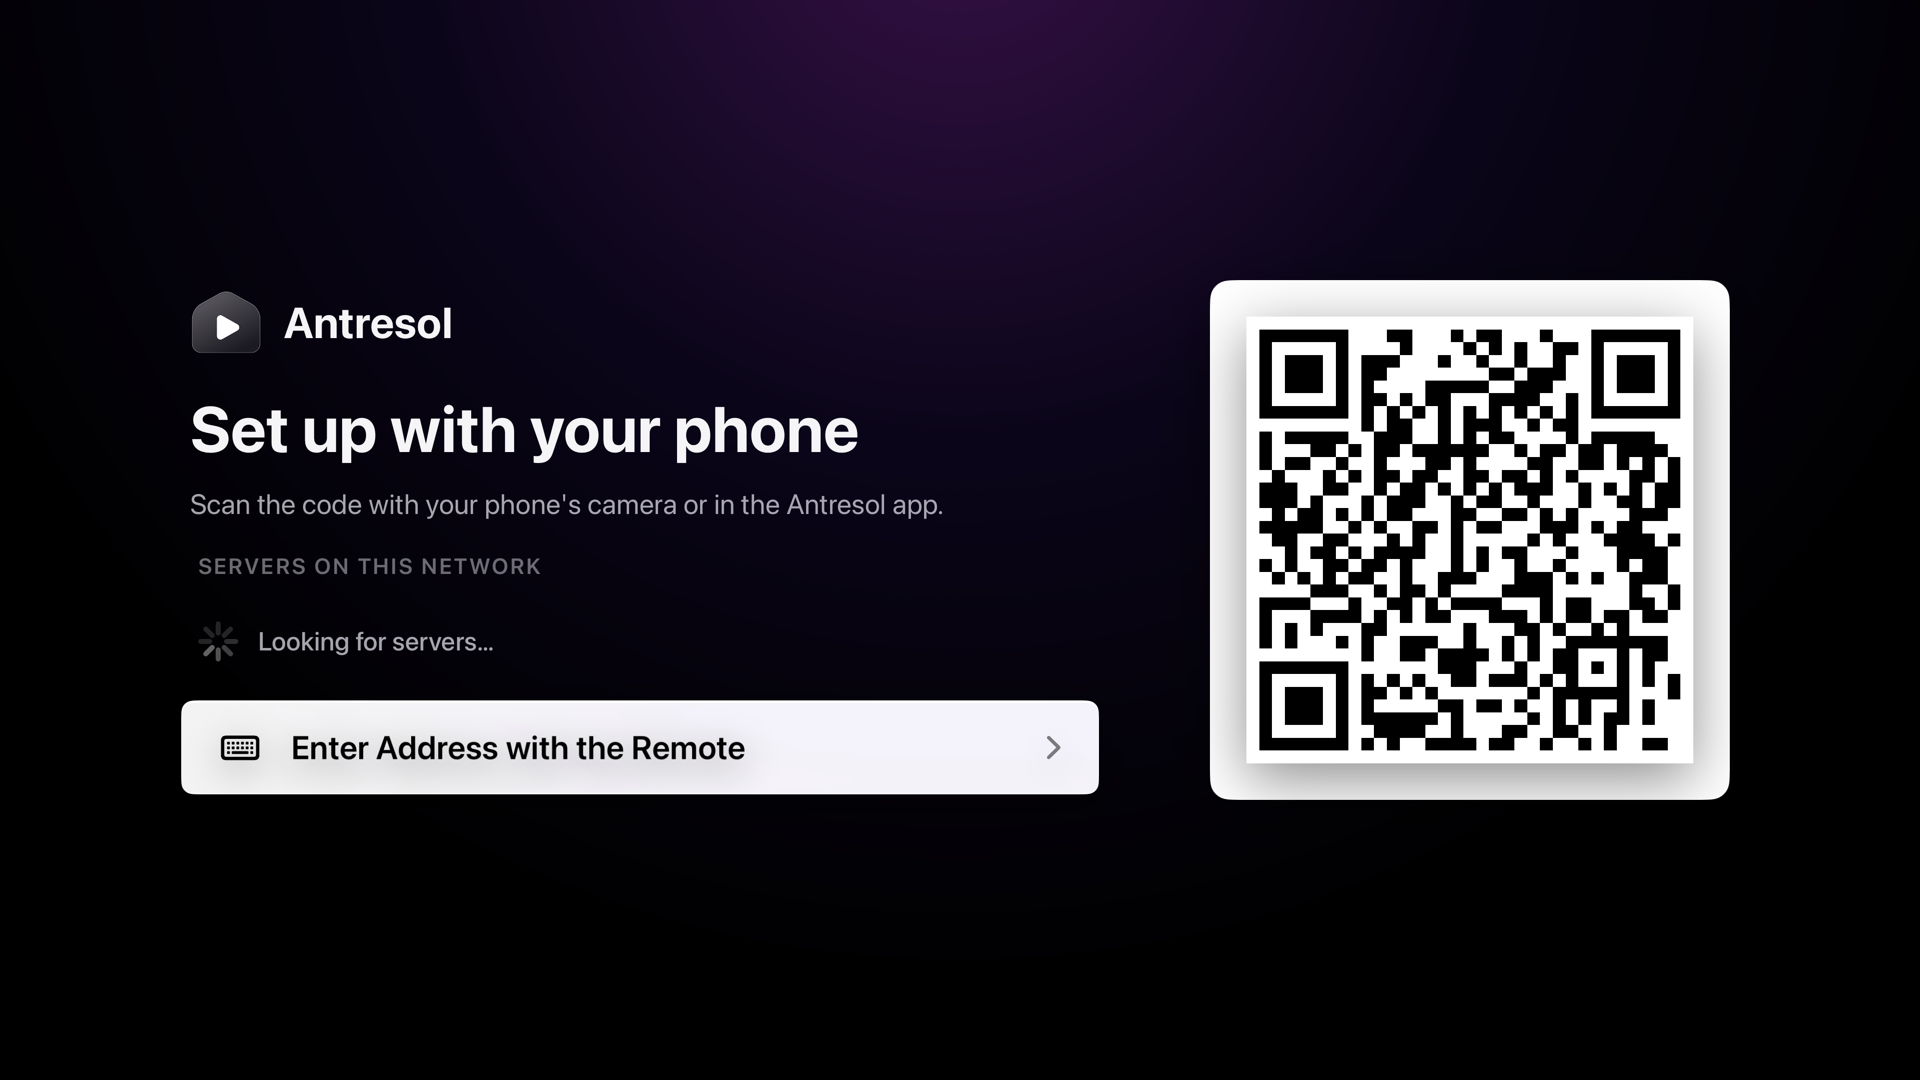 Antresol
Set up with your phone
Scan the code with your phone's camera or in the Antresol app.
SERVERS ON THIS NETWORK
Looking for servers...
Enter Address with the Remote